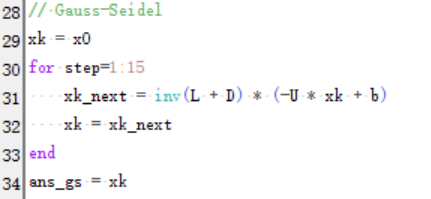 28 // Gauss-Seidel
29 xk = x0
30 for step=1:15
31     xk_next = inv(L + D) * (-U * xk + b)
32     xk = xk_next
33 end
34 ans_gs = xk